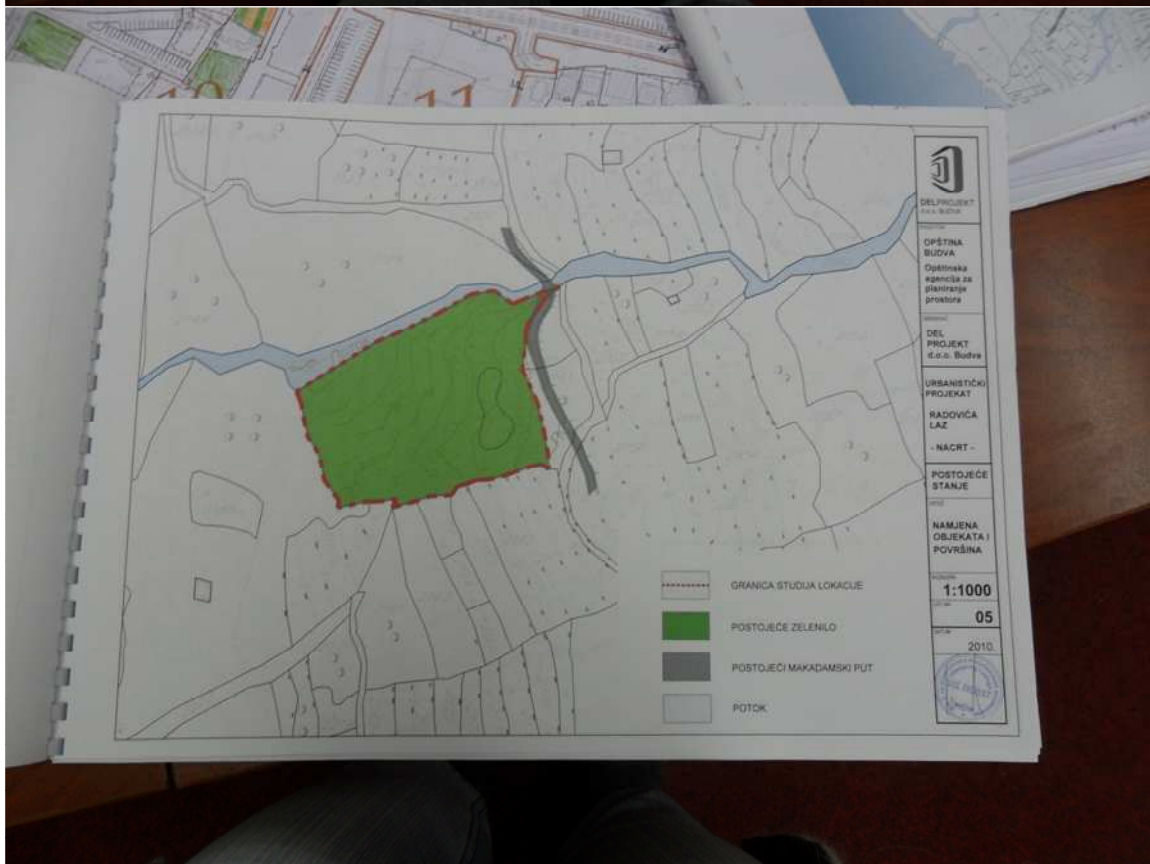 10
11
DELPROJEKT
d.o.o. BUDVA
OPŠTINA
BUDVA
Opštinska
agencija za
planiranje
prostora
DEL
PROJEKT
d.o.o. Budva
URBANISTIČKI
PROJEKAT
RADOVIĆA
LAZ
- NACRT -
POSTOJEĆE
STANJE
NAMJENA
OBJEKATA I
POVRŠINA
1:1000
05
2010.
GRANICA STUDIJA LOKACIJE
POSTOJEĆE ZELENILO
POSTOJEĆI MAKADAMSKI PUT
POTOK